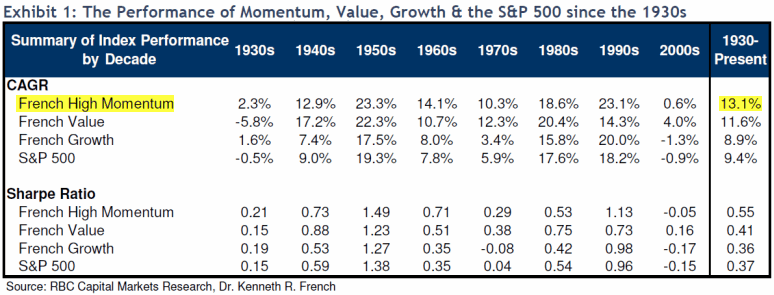 Exhibit 1: The Performance of Momentum, Value, Growth & the S&P 500 since the 1930s
Summary of Index Performance by Decade 1930s 1940s 1950s 1960s 1970s 1980s 1990s 2000s 1930-Present
CAGR
French High Momentum 2.3% 12.9% 23.3% 14.1% 10.3% 18.6% 23.1% 0.6% 13.1%
French Value -5.8% 17.2% 22.3% 10.7% 12.3% 20.4% 14.3% 4.0% 11.6%
French Growth 1.6% 7.4% 17.5% 8.0% 3.4% 15.8% 20.0% -1.3% 8.9%
S&P 500 -0.5% 9.0% 19.3% 7.8% 5.9% 17.6% 18.2% -0.9% 9.4%
Sharpe Ratio
French High Momentum 0.21 0.73 1.49 0.71 0.29 0.53 1.13 -0.05 0.55
French Value 0.15 0.88 1.23 0.51 0.38 0.75 0.73 0.16 0.41
French Growth 0.19 0.53 1.27 0.35 -0.08 0.42 0.98 -0.17 0.36
S&P 500 0.15 0.59 1.38 0.35 0.04 0.54 0.96 -0.15 0.37
Source: RBC Capital Markets Research, Dr. Kenneth R. French